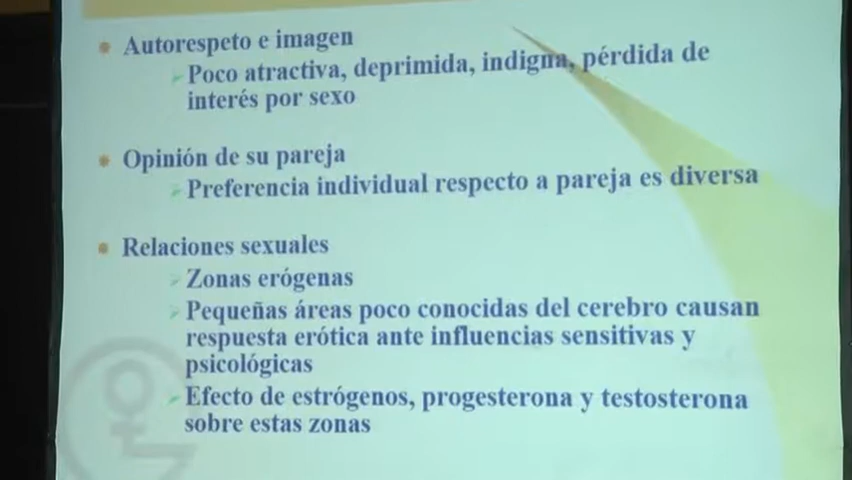 Autorespeto e imagen
Poco atractiva, deprimida, indigna, pérdida de
interés por sexo
Opinión de su pareja
Preferencia individual respecto a pareja es diversa
Relaciones sexuales
Zonas erógenas
Pequeñas áreas poco conocidas del cerebro causan
respuesta erótica ante influencias sensitivas y
psicológicas
Efecto de estrógenos, progesterona y testosterona
sobre estas zonas